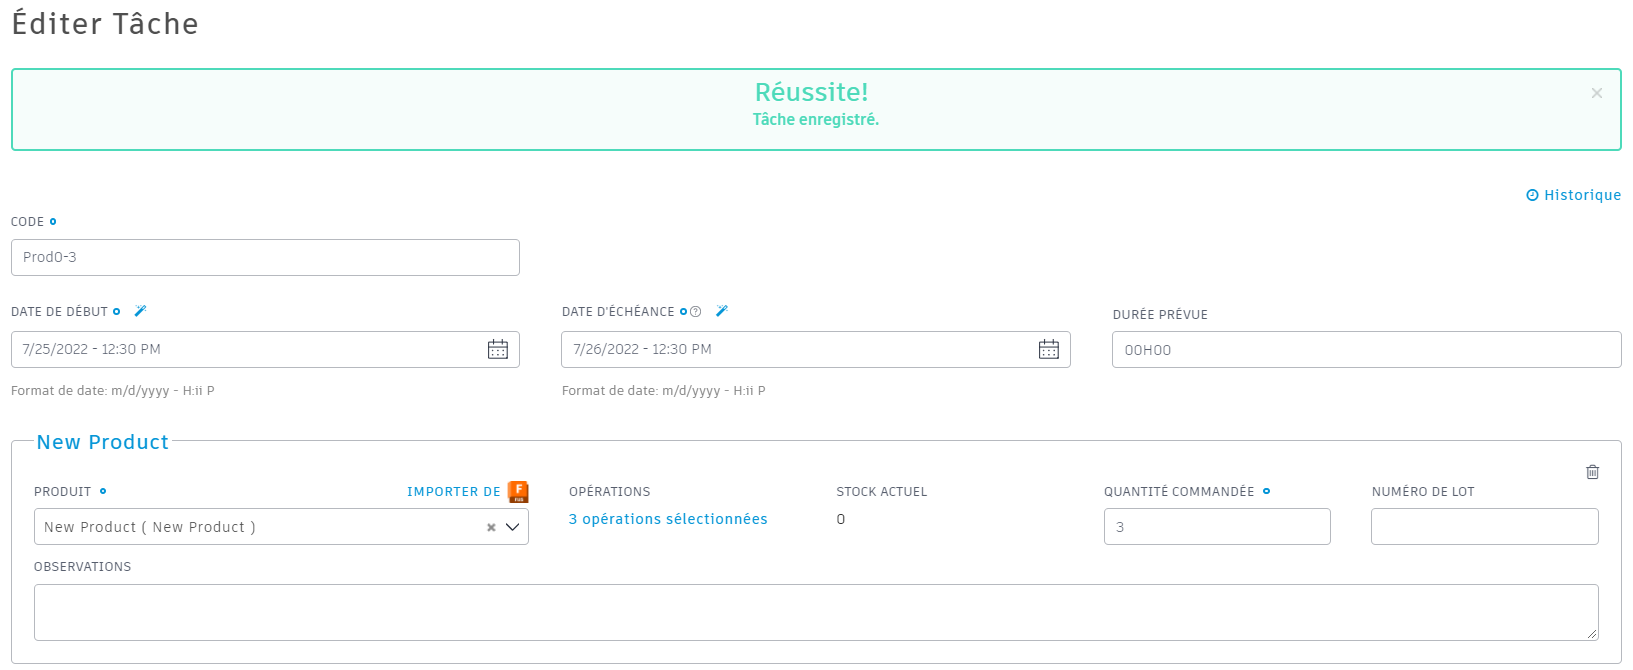 Éditer Tâche
Réussite!
Tâche enregistré.
Historique
CODE
Prod0-3
DATE DE DÉBUT
DATE D'ÉCHÉANCE
DURÉE PRÉVUE
7/25/2022 - 12:30 PM
7/26/2022 - 12:30 PM
00H00
Format de date: m/d/yyyy - H:ii P
Format de date: m/d/yyyy - H:ii P
New Product
PRODUIT
IMPORTER DE
OPÉRATIONS
STOCK ACTUEL
QUANTITÉ COMMANDÉE
NUMÉRO DE LOT
New Product ( New Product )
3 opérations sélectionnées
0
3
OBSERVATIONS